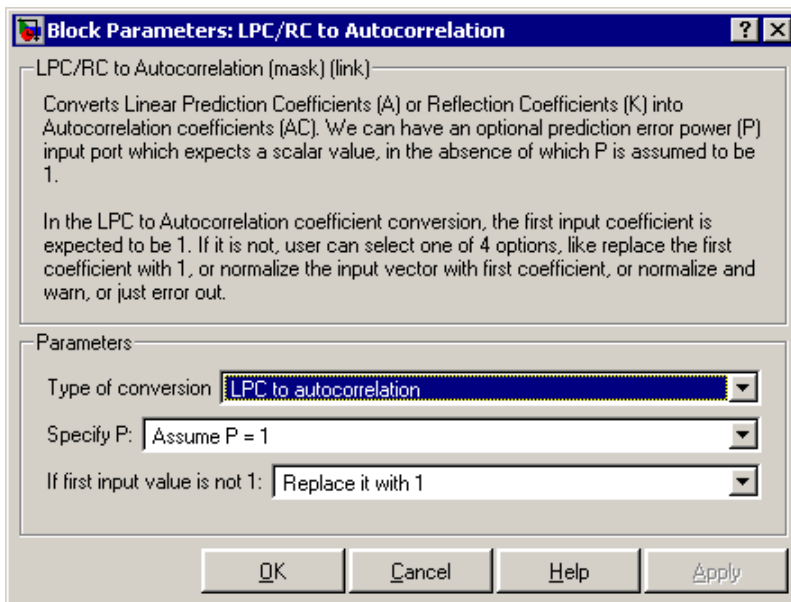 Block Parameters: LPC/RC to Autocorrelation
LPC/RC to Autocorrelation (mask) (link)
Converts Linear Prediction Coefficients (A) or Reflection Coefficients (K) into
Autocorrelation coefficients (AC). We can have an optional prediction error power (P)
input port which expects a scalar value, in the absence of which P is assumed to be
1.
In the LPC to Autocorrelation coefficient conversion, the first input coefficient is
expected to be 1. If it is not, user can select one of 4 options, like replace the first
coefficient with 1, or normalize the input vector with first coefficient, or normalize and
warn, or just error out.
Parameters
Type of conversion LPC to autocorrelation
Specify P: Assume P = 1
If first input value is not 1: Replace it with 1
OK Cancel Help Apply